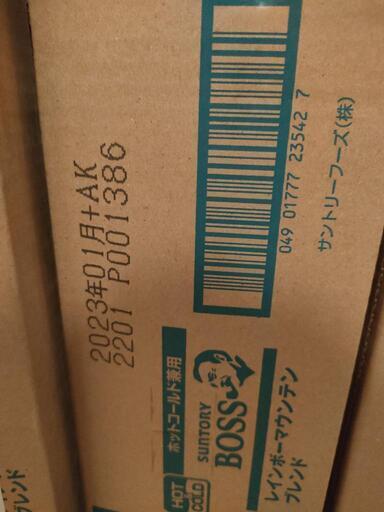 2023年01月+AK
2201 P001386
049 01777 23542 7
サントリーフーズ(株)
ホットコールド兼用
HOT
COLD
SUNTORY
BOSS
レインボーマウンテン
ブレンド
ブレンド